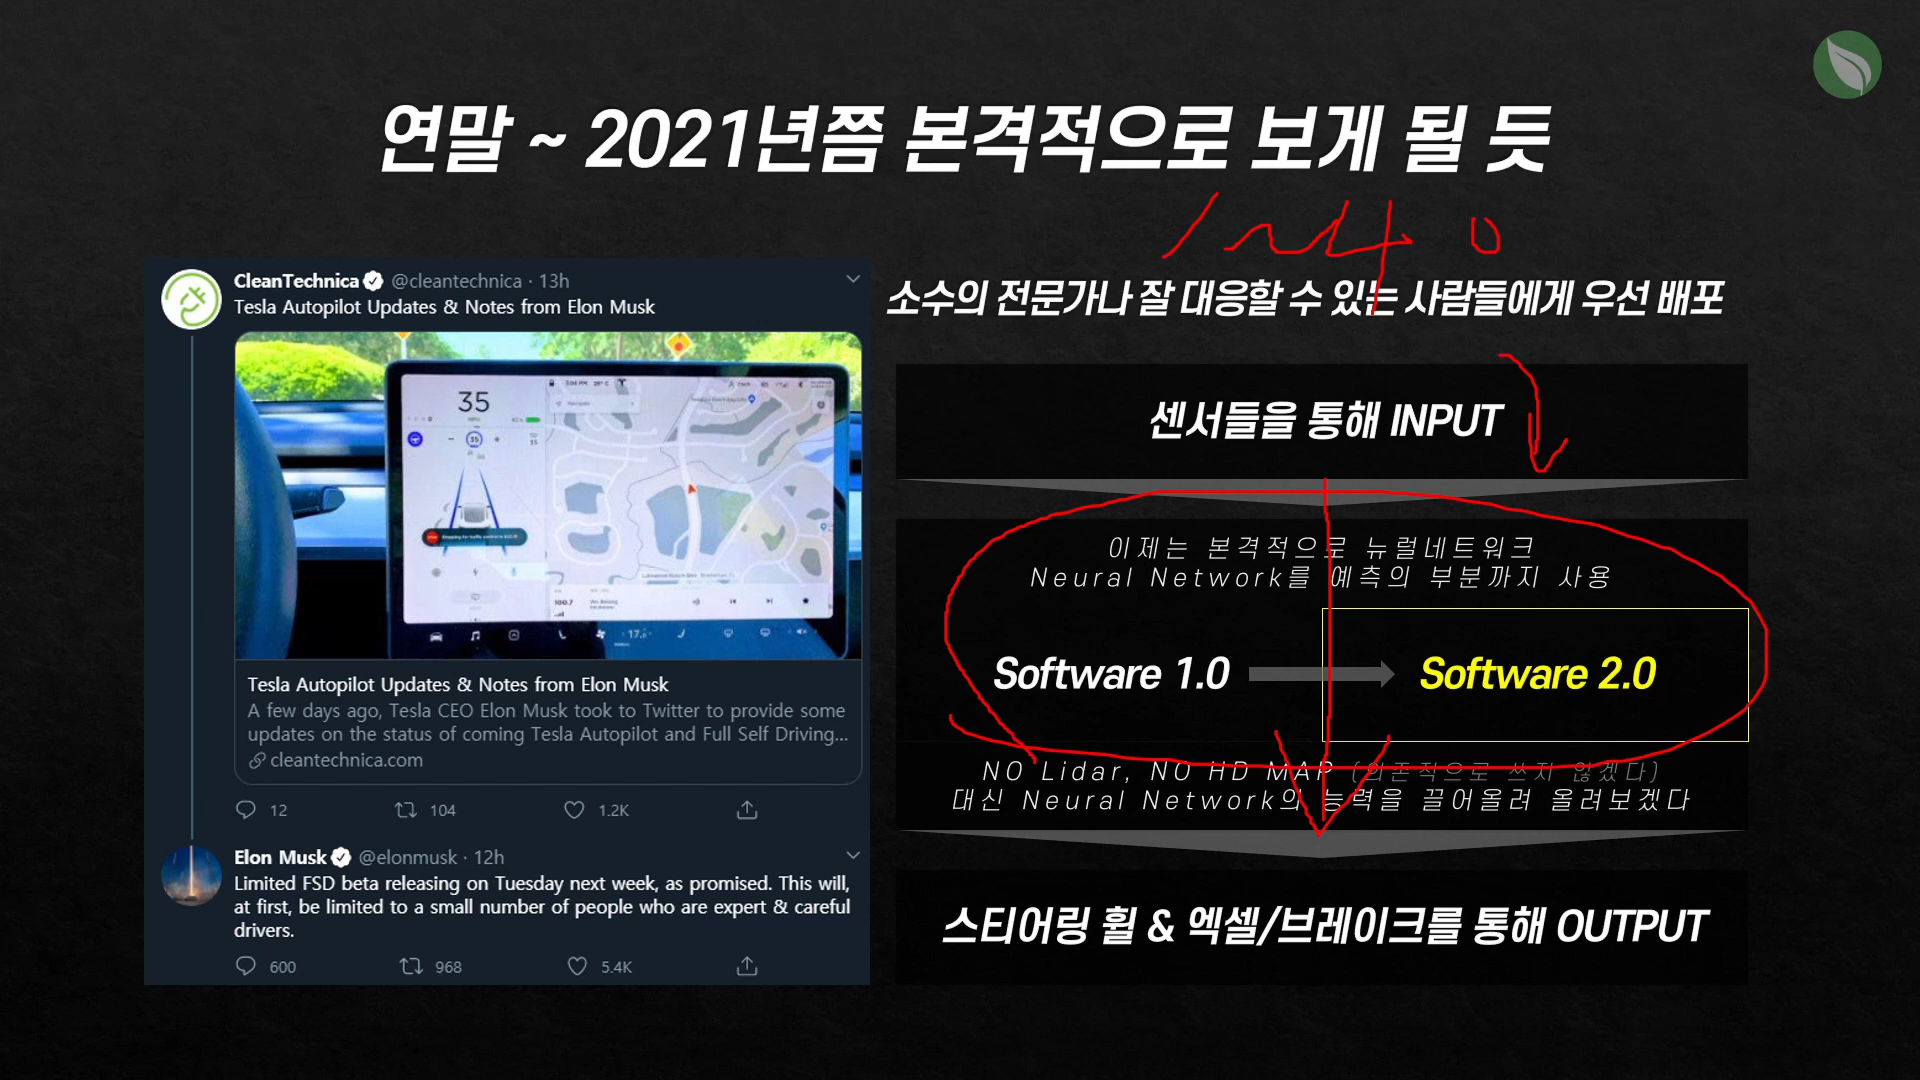 연말 ~ 2021년쯤 본격적으로 보게 될 듯
CleanTechnica @cleantechnica · 13h
Tesla Autopilot Updates & Notes from Elon Musk
35
Tesla Autopilot Updates & Notes from Elon Musk
A few days ago, Tesla CEO Elon Musk took to Twitter to provide some
updates on the status of coming Tesla Autopilot and Full Self Driving...
cleantechnica.com
12 104 1.2K
Elon Musk @elonmusk · 12h
Limited FSD beta releasing on Tuesday next week, as promised. This will,
at first, be limited to a small number of people who are expert & careful
drivers.
600 968 5.4K
소수의 전문가나 잘 대응할 수 있는 사람들에게 우선 배포
센서들을 통해 INPUT
이제는 본격적으로 뉴럴네트워크
Neural Network를 예측의 부분까지 사용
Software 1.0
Software 2.0
NO Lidar, NO HD MAP (의존적으로 쓰지 않겠다)
대신 Neural Network의 능력을 끌어올려 올려보겠다
스티어링 휠 & 엑셀/브레이크를 통해 OUTPUT